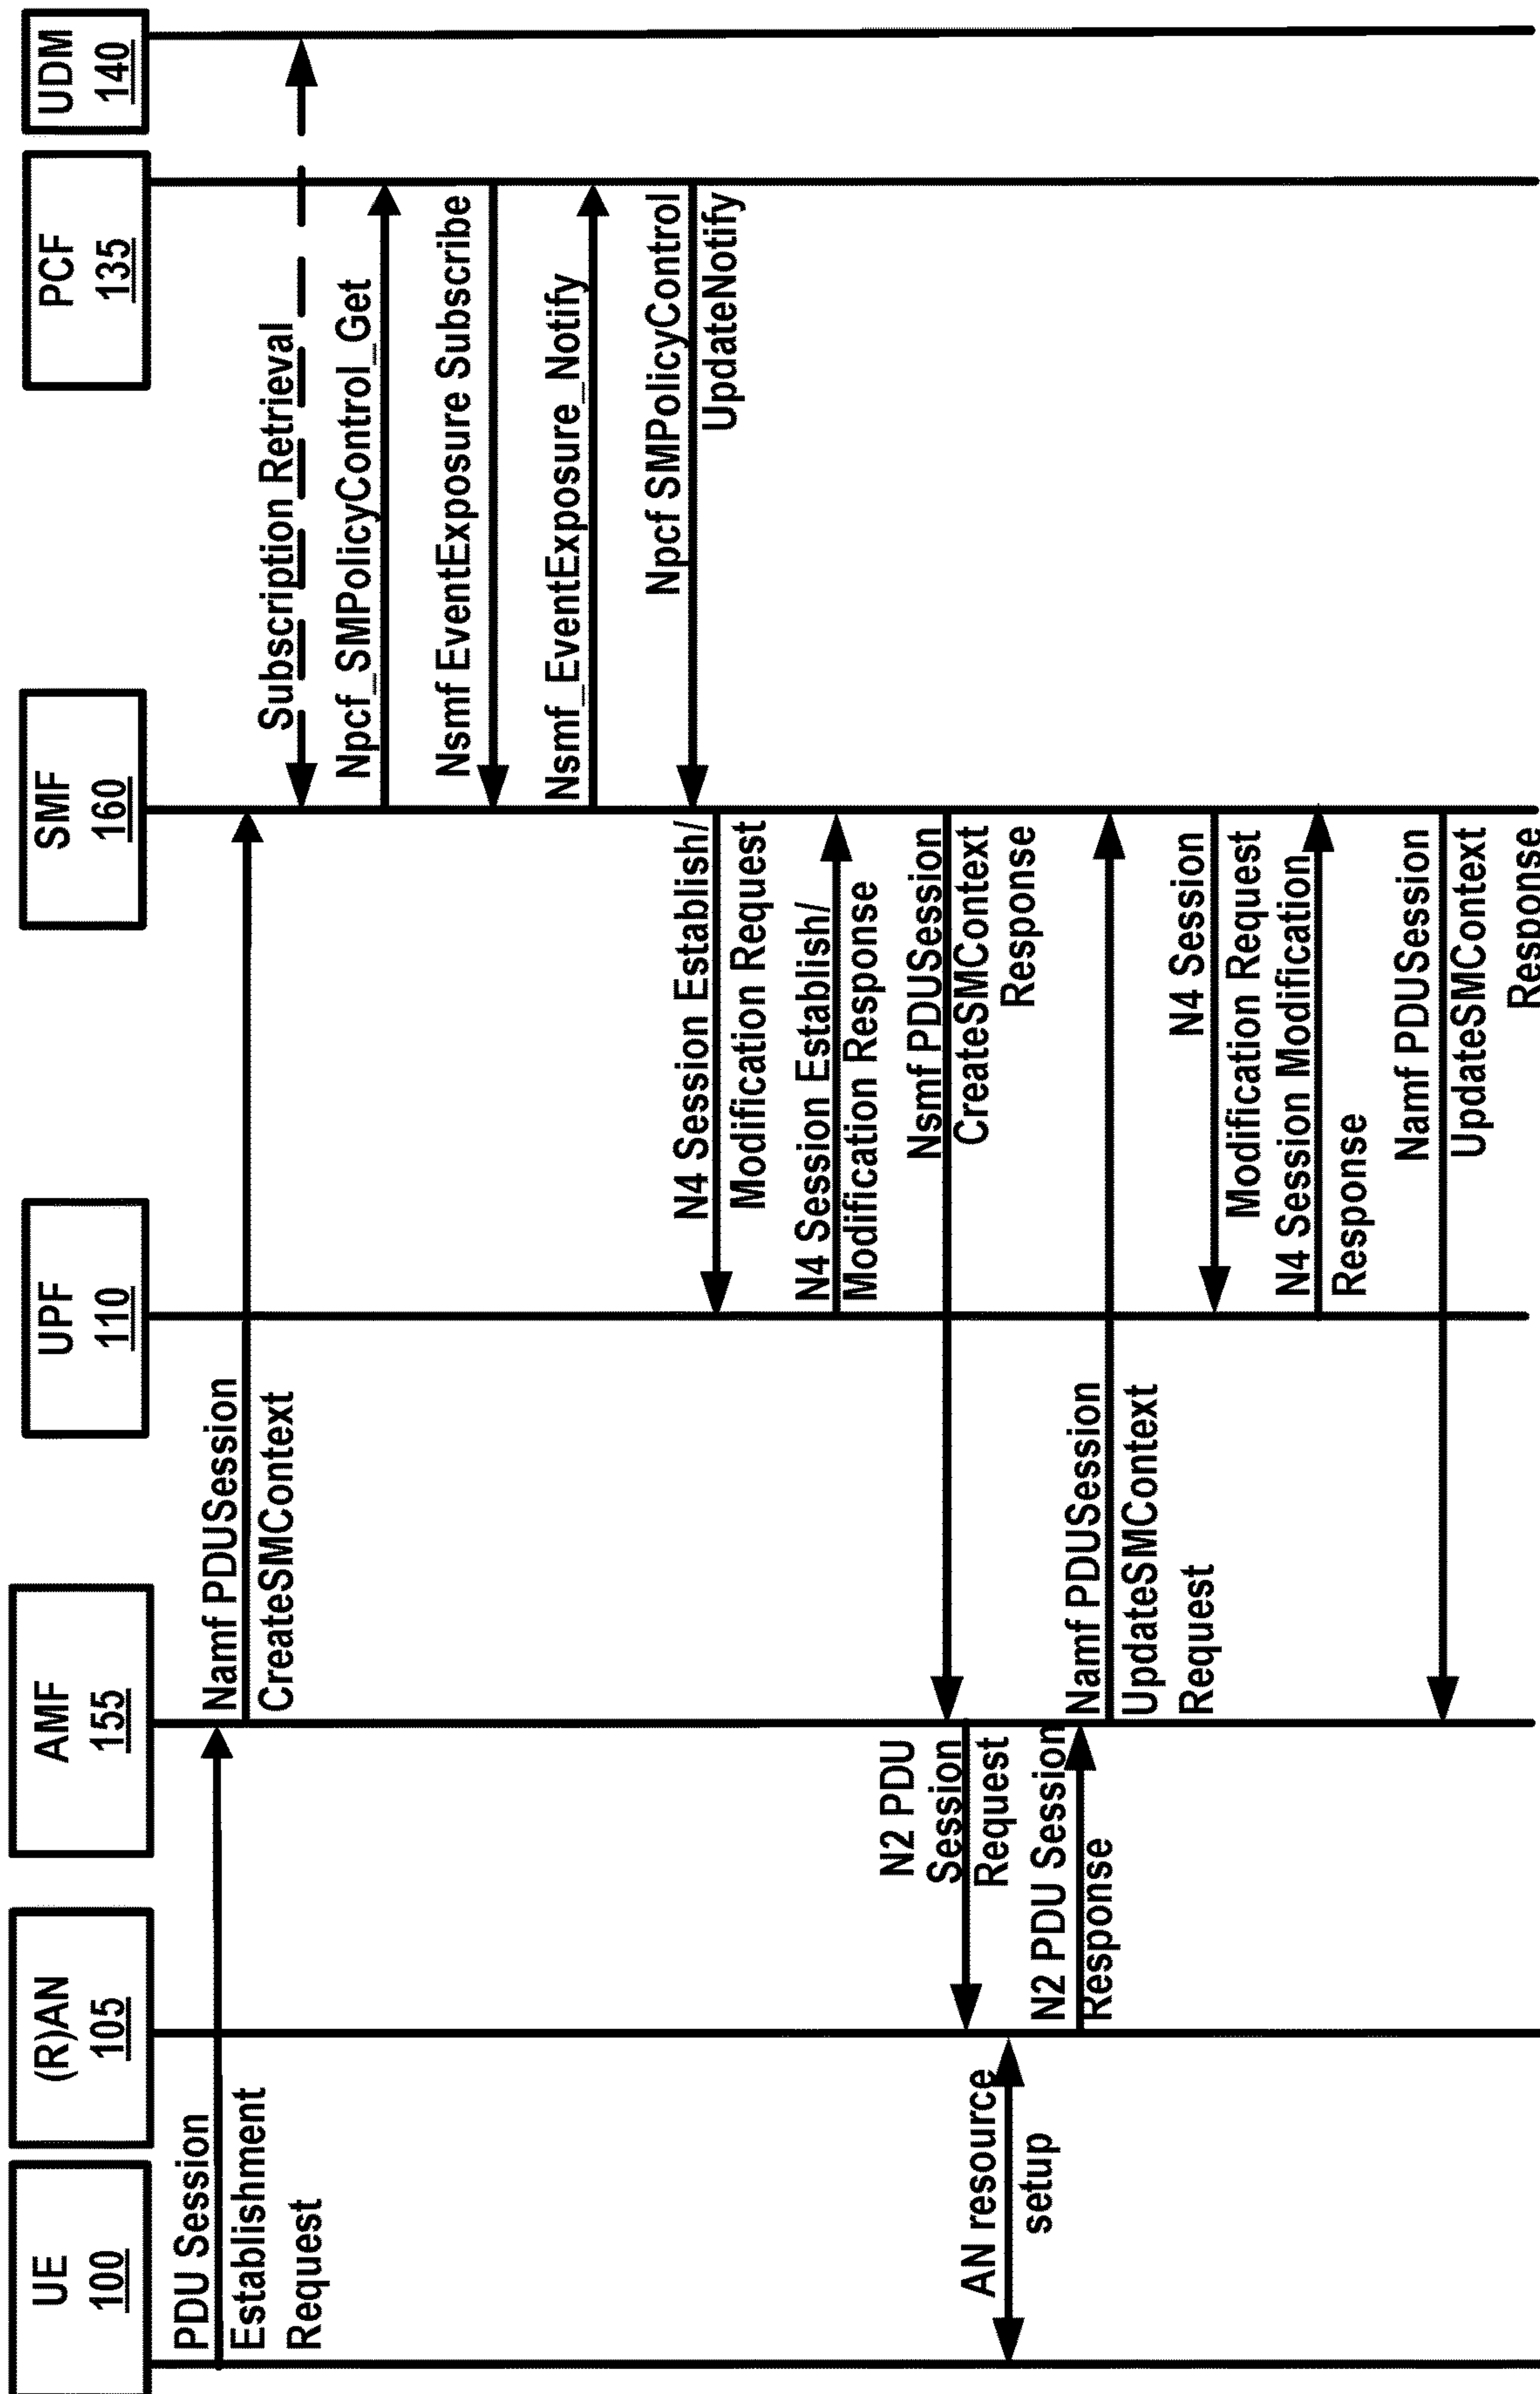 UE
100
(R)AN
105
AMF
155
UPF
110
SMF
160
PCF
135
UDM
140
PDU Session
Establishment
Request
Namf PDUSession
CreateSMContext
Subscription Retrieval
Npcf_SMPolicyControl_Get
Nsmf EventExposure Subscribe
Nsmf_EventExposure_Notify
Npcf SMPolicyControl
UpdateNotify
N4 Session Establish/
Modification Request
N4 Session Establish/
Modification Response
Nsmf PDUSession
CreateSMContext
Response
N2 PDU
Session
Request
AN resource
setup
N2 PDU Session
Response
Namf PDUSession
UpdateSMContext
Request
N4 Session
Modification Request
N4 Session Modification
Response
Namf PDUSession
UpdateSMContext
Response